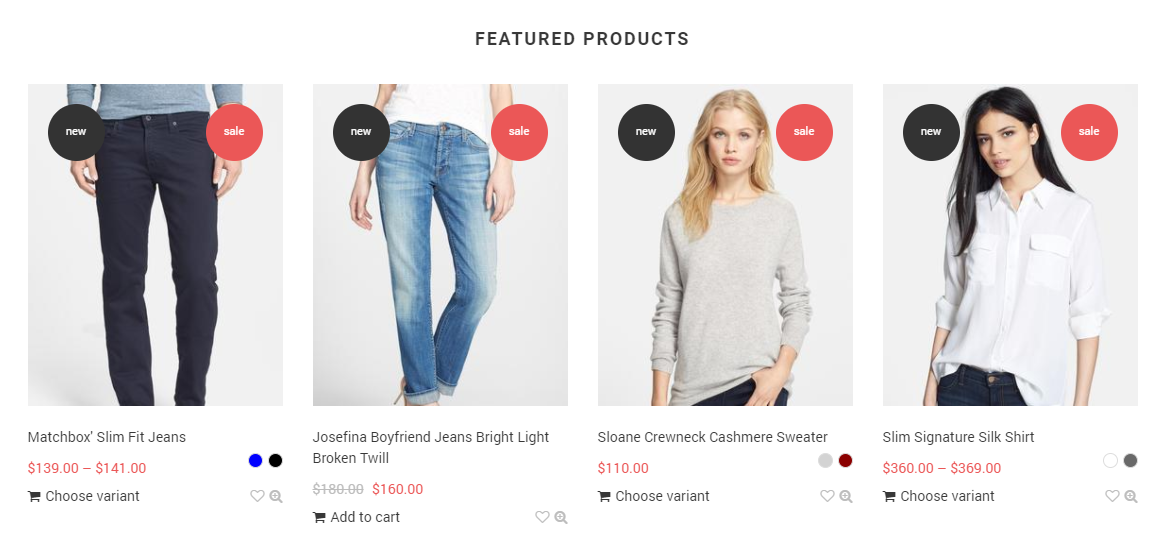 FEATURED PRODUCTS
new
sale
new
sale
new
sale
new
sale
Matchbox' Slim Fit Jeans
$139.00 – $141.00
Choose variant
Josefina Boyfriend Jeans Bright Light
Broken Twill
$180.00 $160.00
Add to cart
Sloane Crewneck Cashmere Sweater
$110.00
Choose variant
Slim Signature Silk Shirt
$360.00 – $369.00
Choose variant